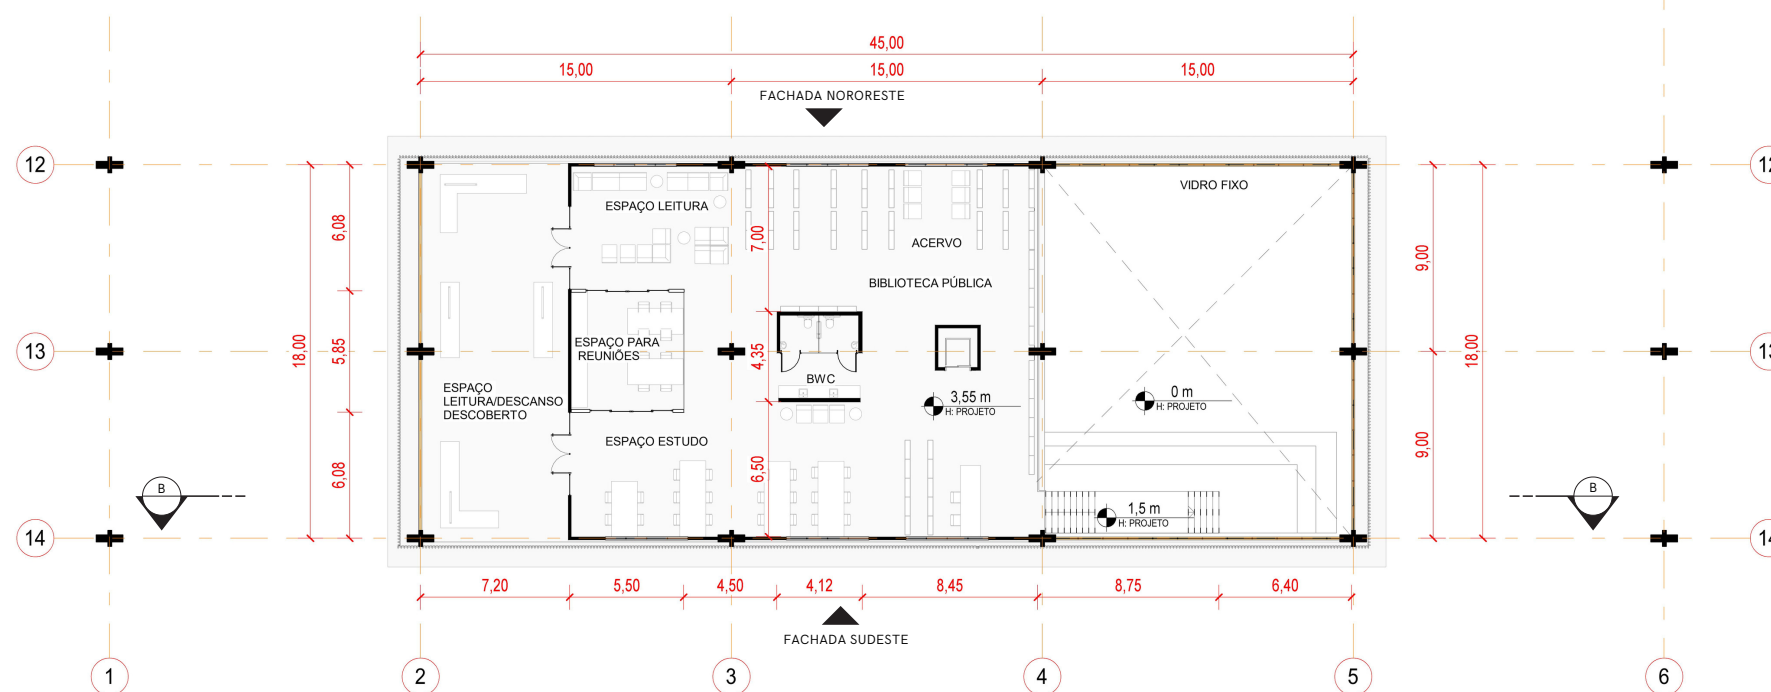 45,00
15,00
15,00
15,00
FACHADA NORORESTE
12
12
VIDRO FIXO
ESPAÇO LEITURA
6,08
7,00
ACERVO
9,00
BIBLIOTECA PÚBLICA
13
18,00
5,85
ESPAÇO PARA
REUNIÕES
4,35
18,00
13
BWC
ESPAÇO
LEITURA/DESCANSO
DESCOBERTO
3,55 m
H: PROJETO
0 m
H: PROJETO
ESPAÇO ESTUDO
6,08
6,50
9,00
B
B
1,5 m
H: PROJETO
14
14
7,20
5,50
4,50
4,12
8,45
8,75
6,40
FACHADA SUDESTE
1
2
3
4
5
6